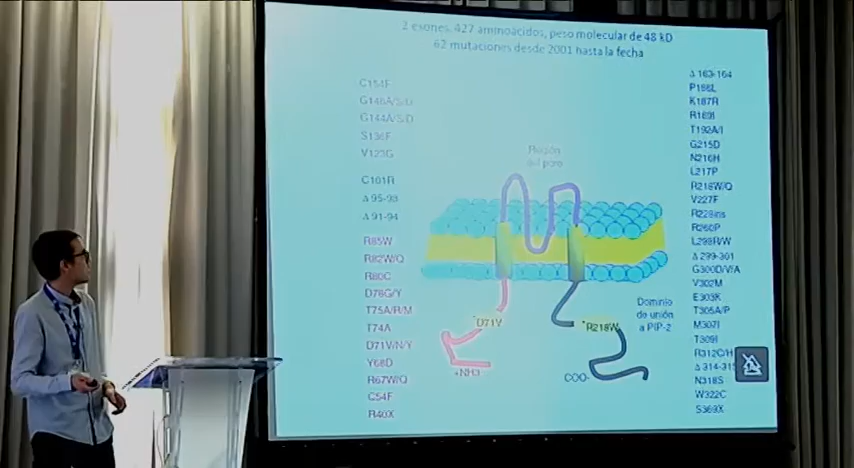 2 exones, 427 aminoácidos, peso molecular de 48 kD
62 mutaciones desde 2001 hasta la fecha
C154F
G146A/S/D
G144A/S/D
S136F
V123G
C101R
Δ 95-98
Δ 91-94
R85W
R82W/Q
R80C
D78G/Y
T75A/R/M
T74A
D71V/N/Y
Y68D
R67W/Q
C54F
R40X
Región
del poro
*D71V
+NH3
Dominio
de unión
a PIP-2
*R218W
COO-
Δ 163-164
P186L
K187R
R189I
T192A/I
G215D
N216H
L217P
R218W/Q
V227F
R228ins
R260P
L298R/W
Δ 299-301
G300D/V/A
V302M
E303K
T305A/P
M307I
T309I
R312C/H
Δ 314-315
N318S
W322C
S369X